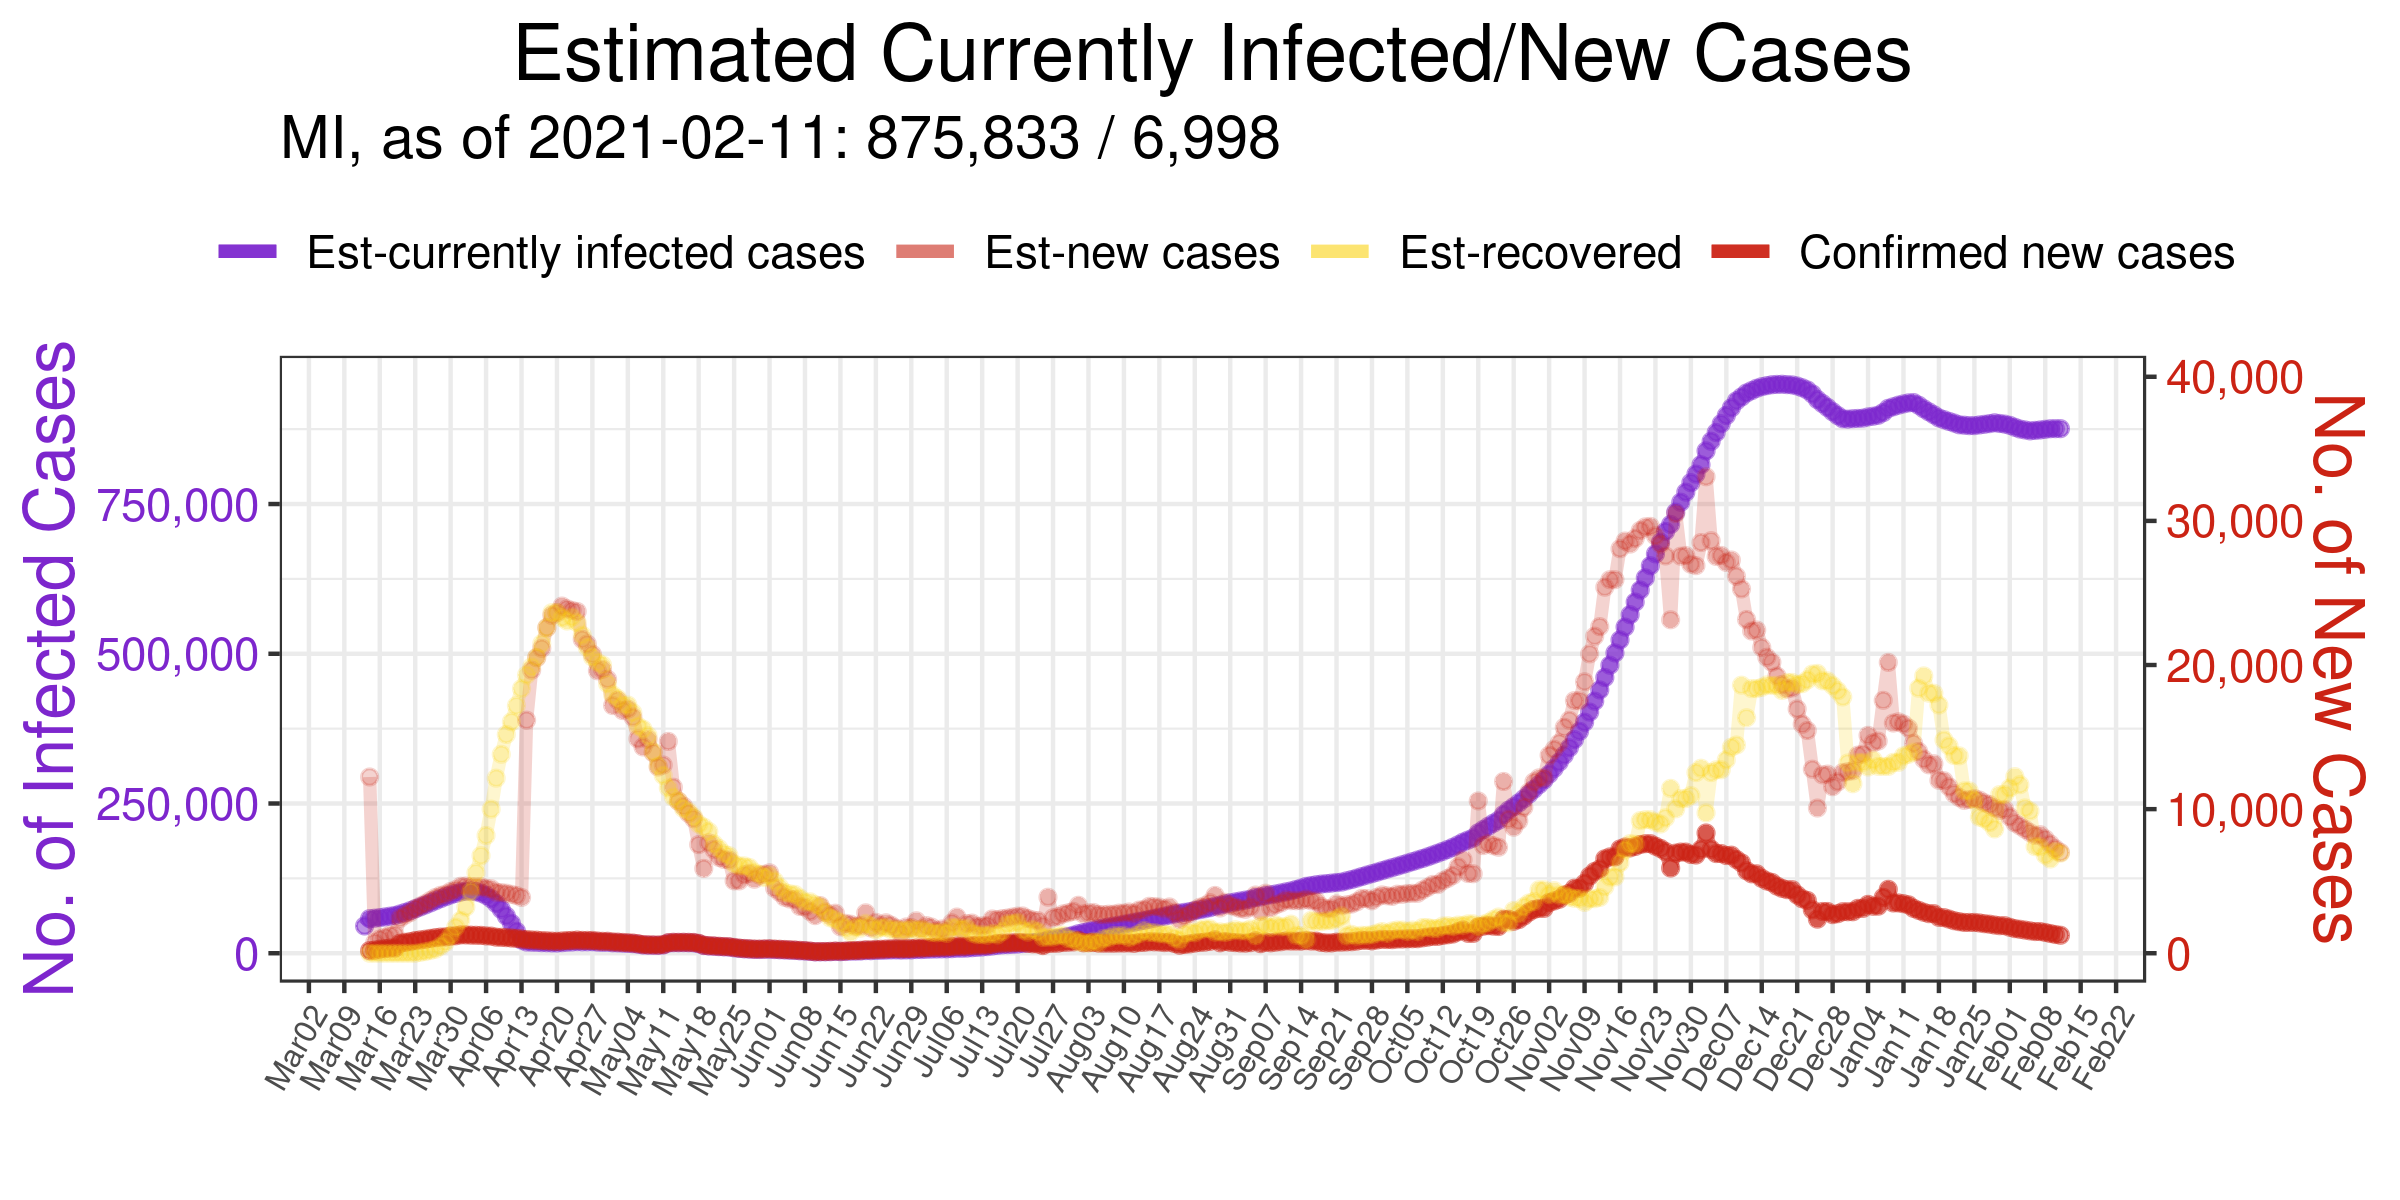 Estimated Currently Infected/New Cases
MI, as of 2021-02-11: 875,833 / 6,998
Est-currently infected cases
Est-new cases
Est-recovered
Confirmed new cases
No. of Infected Cases
750,000
500,000
250,000
0
40,000
30,000
20,000
10,000
0
No. of New Cases
Mar02
Mar09
Mar16
Mar23
Mar30
Apr06
Apr13
Apr20
Apr27
May04
May11
May18
May25
Jun01
Jun08
Jun15
Jun22
Jun29
Jul06
Jul13
Jul20
Jul27
Aug03
Aug10
Aug17
Aug24
Aug31
Sep07
Sep14
Sep21
Sep28
Oct05
Oct12
Oct19
Oct26
Nov02
Nov09
Nov16
Nov23
Nov30
Dec07
Dec14
Dec21
Dec28
Jan04
Jan11
Jan18
Jan25
Feb01
Feb08
Feb15
Feb22